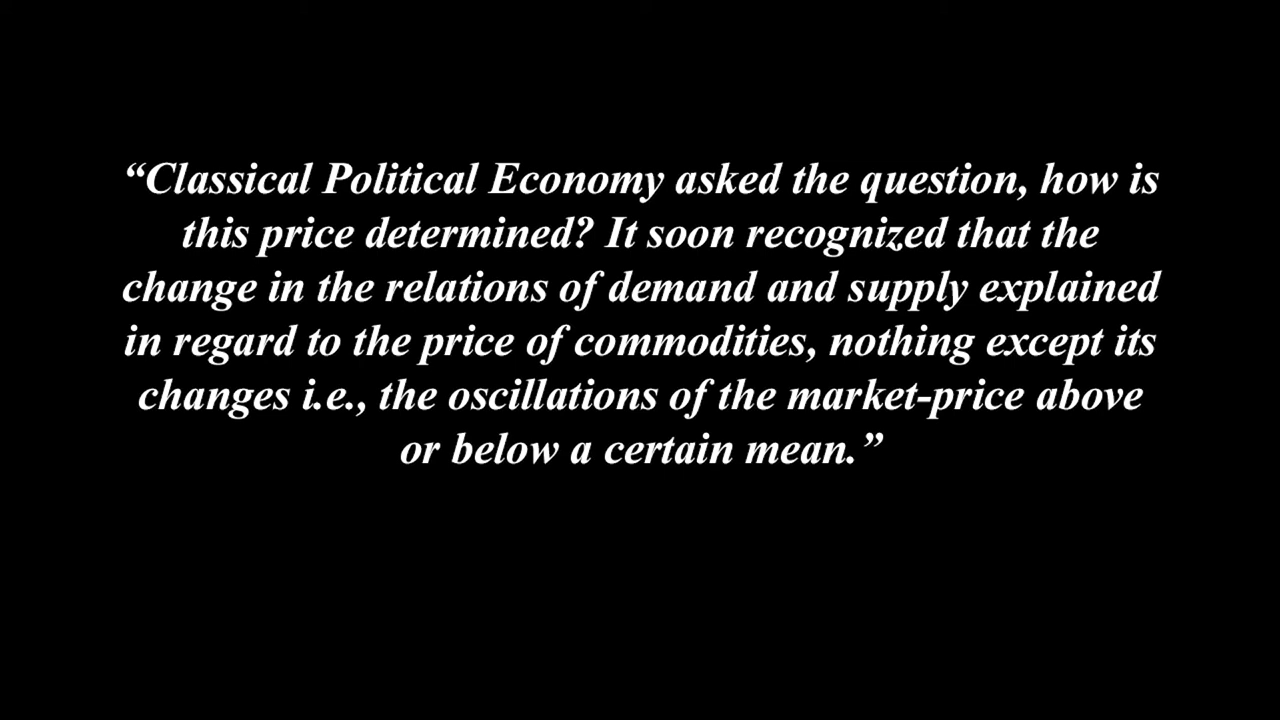 “Classical Political Economy asked the question, how is
this price determined? It soon recognized that the
change in the relations of demand and supply explained
in regard to the price of commodities, nothing except its
changes i.e., the oscillations of the market-price above
or below a certain mean.”